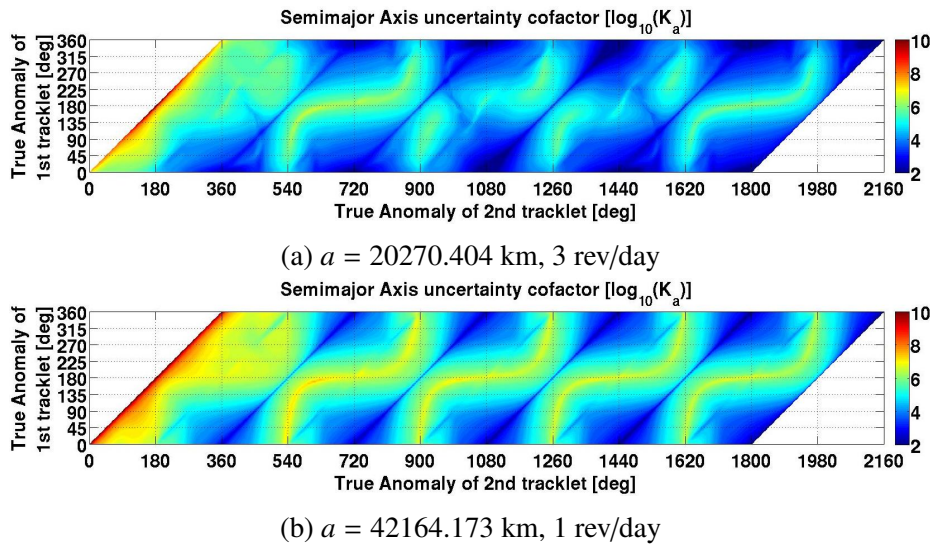 Semimajor Axis uncertainty cofactor [log10(Ka)]
True Anomaly of
1st tracklet [deg]
360
315
270
225
180
135
90
45
0
0 180 360 540 720 900 1080 1260 1440 1620 1800 1980 2160
True Anomaly of 2nd tracklet [deg]
10
8
6
4
2
(a) a = 20270.404 km, 3 rev/day
Semimajor Axis uncertainty cofactor [log10(Ka)]
True Anomaly of
1st tracklet [deg]
360
315
270
225
180
135
90
45
0
0 180 360 540 720 900 1080 1260 1440 1620 1800 1980 2160
True Anomaly of 2nd tracklet [deg]
10
8
6
4
2
(b) a = 42164.173 km, 1 rev/day